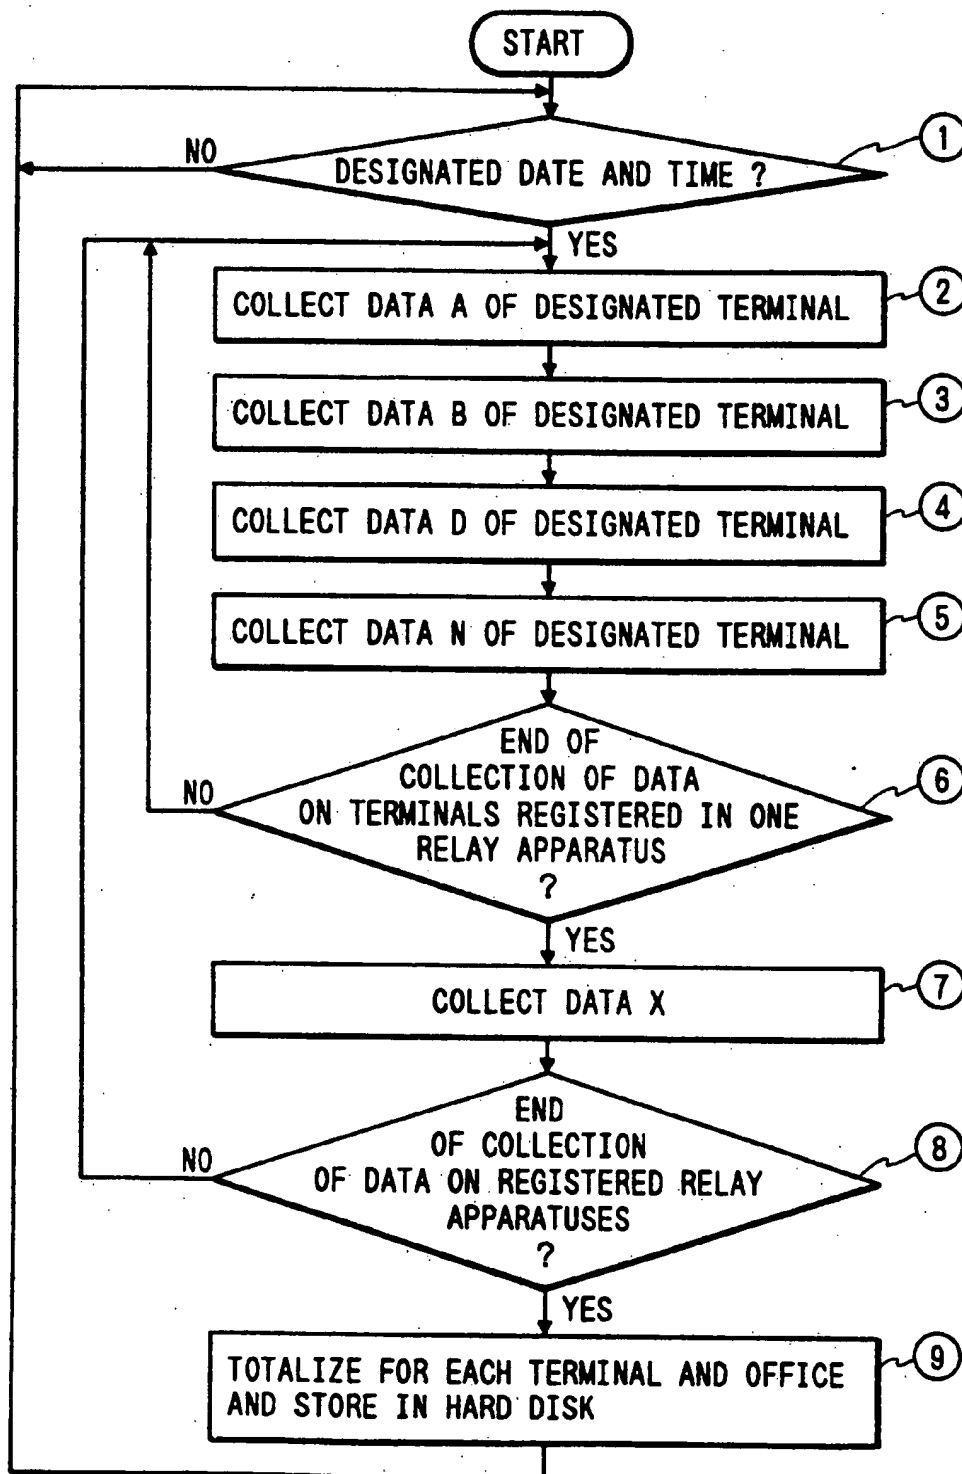 START
1
NO
DESIGNATED DATE AND TIME ?
YES
2
COLLECT DATA A OF DESIGNATED TERMINAL
3
COLLECT DATA B OF DESIGNATED TERMINAL
4
COLLECT DATA D OF DESIGNATED TERMINAL
5
COLLECT DATA N OF DESIGNATED TERMINAL
END OF
COLLECTION OF DATA
ON TERMINALS REGISTERED IN ONE
RELAY APPARATUS
?
6
NO
YES
7
COLLECT DATA X
END
OF COLLECTION
OF DATA ON REGISTERED RELAY
APPARATUSES
?
8
NO
YES
9
TOTALIZE FOR EACH TERMINAL AND OFFICE
AND STORE IN HARD DISK